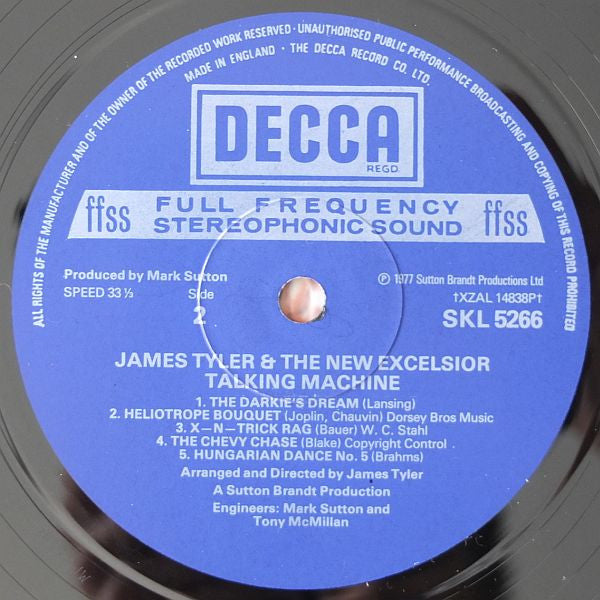 ALL RIGHTS OF THE MANUFACTURER AND OF THE OWNER OF THE RECORDED WORK RESERVED · UNAUTHORISED PUBLIC PERFORMANCE BROADCASTING AND COPYING OF THIS RECORD PROHIBITED
MADE IN ENGLAND · THE DECCA RECORD CO. LTD.
DECCA
REGD.
ffss FULL FREQUENCY ffss
STEREOPHONIC SOUND
Produced by Mark Sutton ℗ 1977 Sutton Brandt Productions Ltd
SPEED 33⅓ Side †XZAL 14838P†
2 SKL 5266
JAMES TYLER & THE NEW EXCELSIOR
TALKING MACHINE
1. THE DARKIE'S DREAM (Lansing)
2. HELIOTROPE BOUQUET (Joplin, Chauvin) Dorsey Bros Music
3. X—N—TRICK RAG (Bauer) W. C. Stahl
4. THE CHEVY CHASE (Blake) Copyright Control
5. HUNGARIAN DANCE No. 5 (Brahms)
Arranged and Directed by James Tyler
A Sutton Brandt Production
Engineers: Mark Sutton and
Tony McMillan